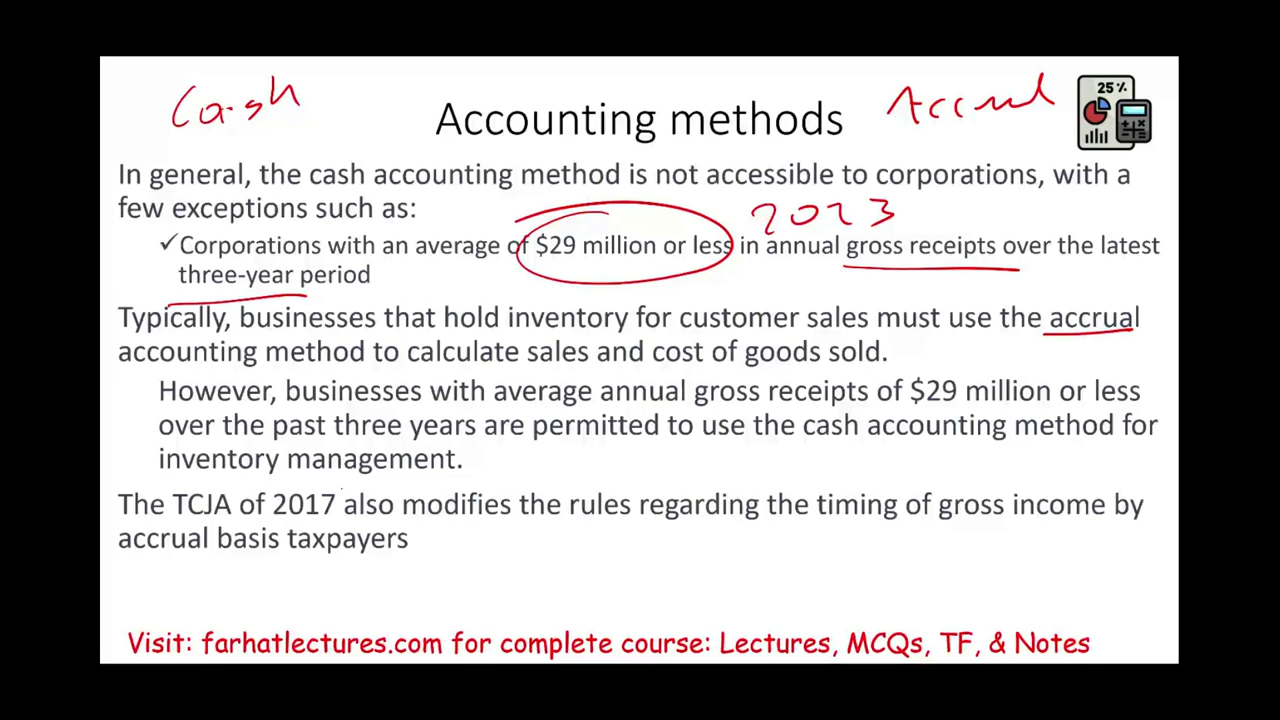 Cash
Accounting methods
Accrul
25%
In general, the cash accounting method is not accessible to corporations, with a
few exceptions such as:
2023
✓Corporations with an average of $29 million or less in annual gross receipts over the latest
three-year period
Typically, businesses that hold inventory for customer sales must use the accrual
accounting method to calculate sales and cost of goods sold.
However, businesses with average annual gross receipts of $29 million or less
over the past three years are permitted to use the cash accounting method for
inventory management.
The TCJA of 2017 also modifies the rules regarding the timing of gross income by
accrual basis taxpayers
Visit: farhatlectures.com for complete course: Lectures, MCQs, TF, & Notes